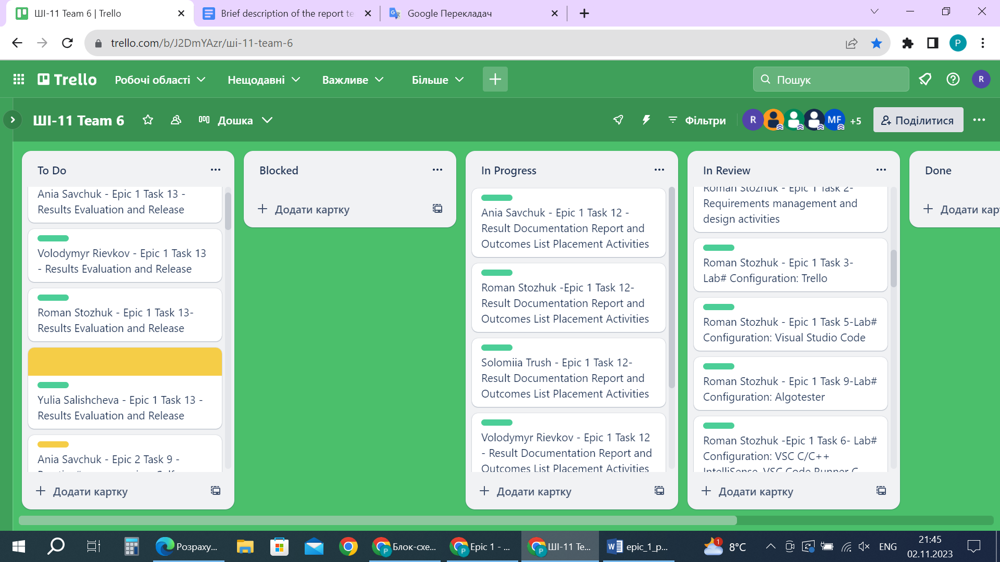 ШІ-11 Team 6 | Trello
Brief description of the report te
Google Перекладач
trello.com/b/J2DmYAzr/ші-11-team-6
P
Trello
Робочі області
Нещодавні
Важливе
Більше
Пошук
R
ШІ-11 Team 6
Дошка
Фільтри
R
MF
+5
Поділитися
To Do
Ania Savchuk - Epic 1 Task 13 -
Results Evaluation and Release
Volodymyr Rievkov - Epic 1 Task 13
- Results Evaluation and Release
Roman Stozhuk - Epic 1 Task 13-
Results Evaluation and Release
Yulia Salishcheva - Epic 1 Task 13 -
Results Evaluation and Release
Ania Savchuk - Epic 2 Task 9 -
Додати картку
Blocked
Додати картку
In Progress
Ania Savchuk - Epic 1 Task 12 -
Result Documentation Report and
Outcomes List Placement Activities
Roman Stozhuk -Epic 1 Task 12-
Result Documentation Report and
Outcomes List Placement Activities
Solomiia Trush - Epic 1 Task 12-
Result Documentation Report and
Outcomes List Placement Activities
Volodymyr Rievkov - Epic 1 Task 12
- Result Documentation Report and
Outcomes List Placement Activities
Додати картку
In Review
Roman Stozhuk - Epic 1 Task 2-
Requirements management and
design activities
Roman Stozhuk - Epic 1 Task 3-
Lab# Configuration: Trello
Roman Stozhuk - Epic 1 Task 5-Lab#
Configuration: Visual Studio Code
Roman Stozhuk - Epic 1 Task 9-Lab#
Configuration: Algotester
Roman Stozhuk -Epic 1 Task 6- Lab#
Configuration: VSC C/C++
IntelliSense, VSC Code Runner C
Додати картку
Done
Додати карт
Розраху...
P
Блок-схе...
P
Epic 1 - ...
P
ШІ-11 Te...
epic_1_p...
1
8°C
ENG
21:45
02.11.2023